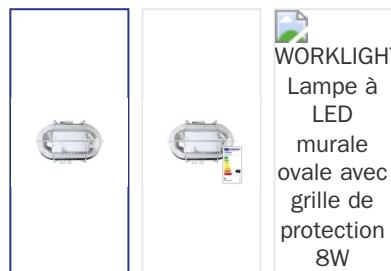 WORKLIGHT
Lampe à
LED
murale
ovale avec
grille de
protection
8W